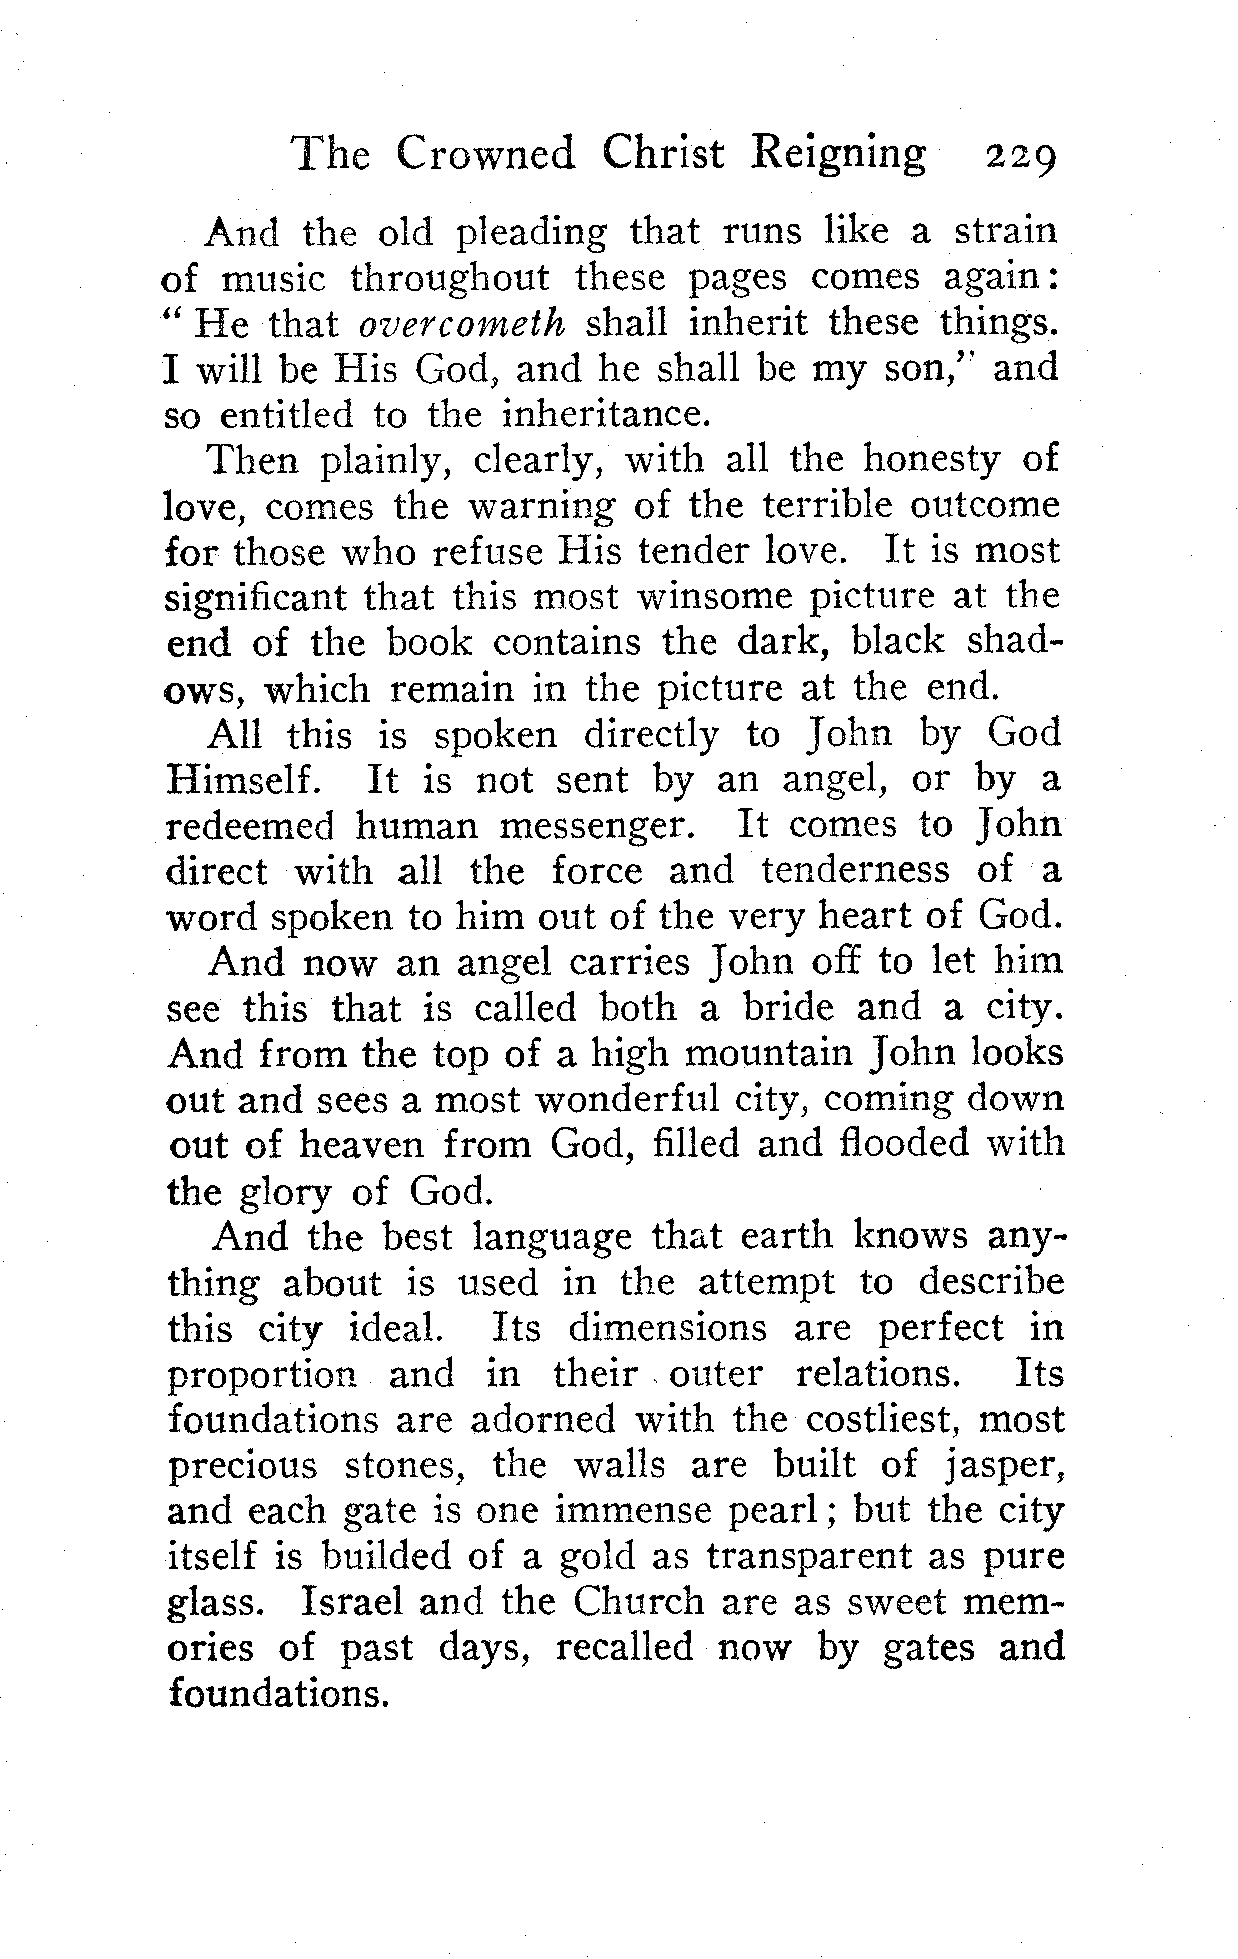 The Crowned Christ Reigning 229
And the old pleading that runs like a strain
of music throughout these pages comes again:
“ He that overcometh shall inherit these things.
I will be His God, and he shall be my son,” and
so entitled to the inheritance.
Then plainly, clearly, with all the honesty of
love, comes the warning of the terrible outcome
for those who refuse His tender love. It is most
significant that this most winsome picture at the
end of the book contains the dark, black shad-
ows, which remain in the picture at the end.
All this is spoken directly to John by God
Himself. It is not sent by an angel, or by a
redeemed human messenger. It comes to John
direct with all the force and tenderness of a
word spoken to him out of the very heart of God.
And now an angel carries John off to let him
see this that is called both a bride and a city.
And from the top of a high mountain John looks
out and sees a most wonderful city, coming down
out of heaven from God, filled and flooded with
the glory of God.
And the best language that earth knows any-
thing about is used in the attempt to describe
this city ideal. Its dimensions are perfect in
proportion and in their outer relations. Its
foundations are adorned with the costliest, most
precious stones, the walls are built of jasper,
and each gate is one immense pearl; but the city
itself is builded of a gold as transparent as pure
glass. Israel and the Church are as sweet mem-
ories of past days, recalled now by gates and
foundations.